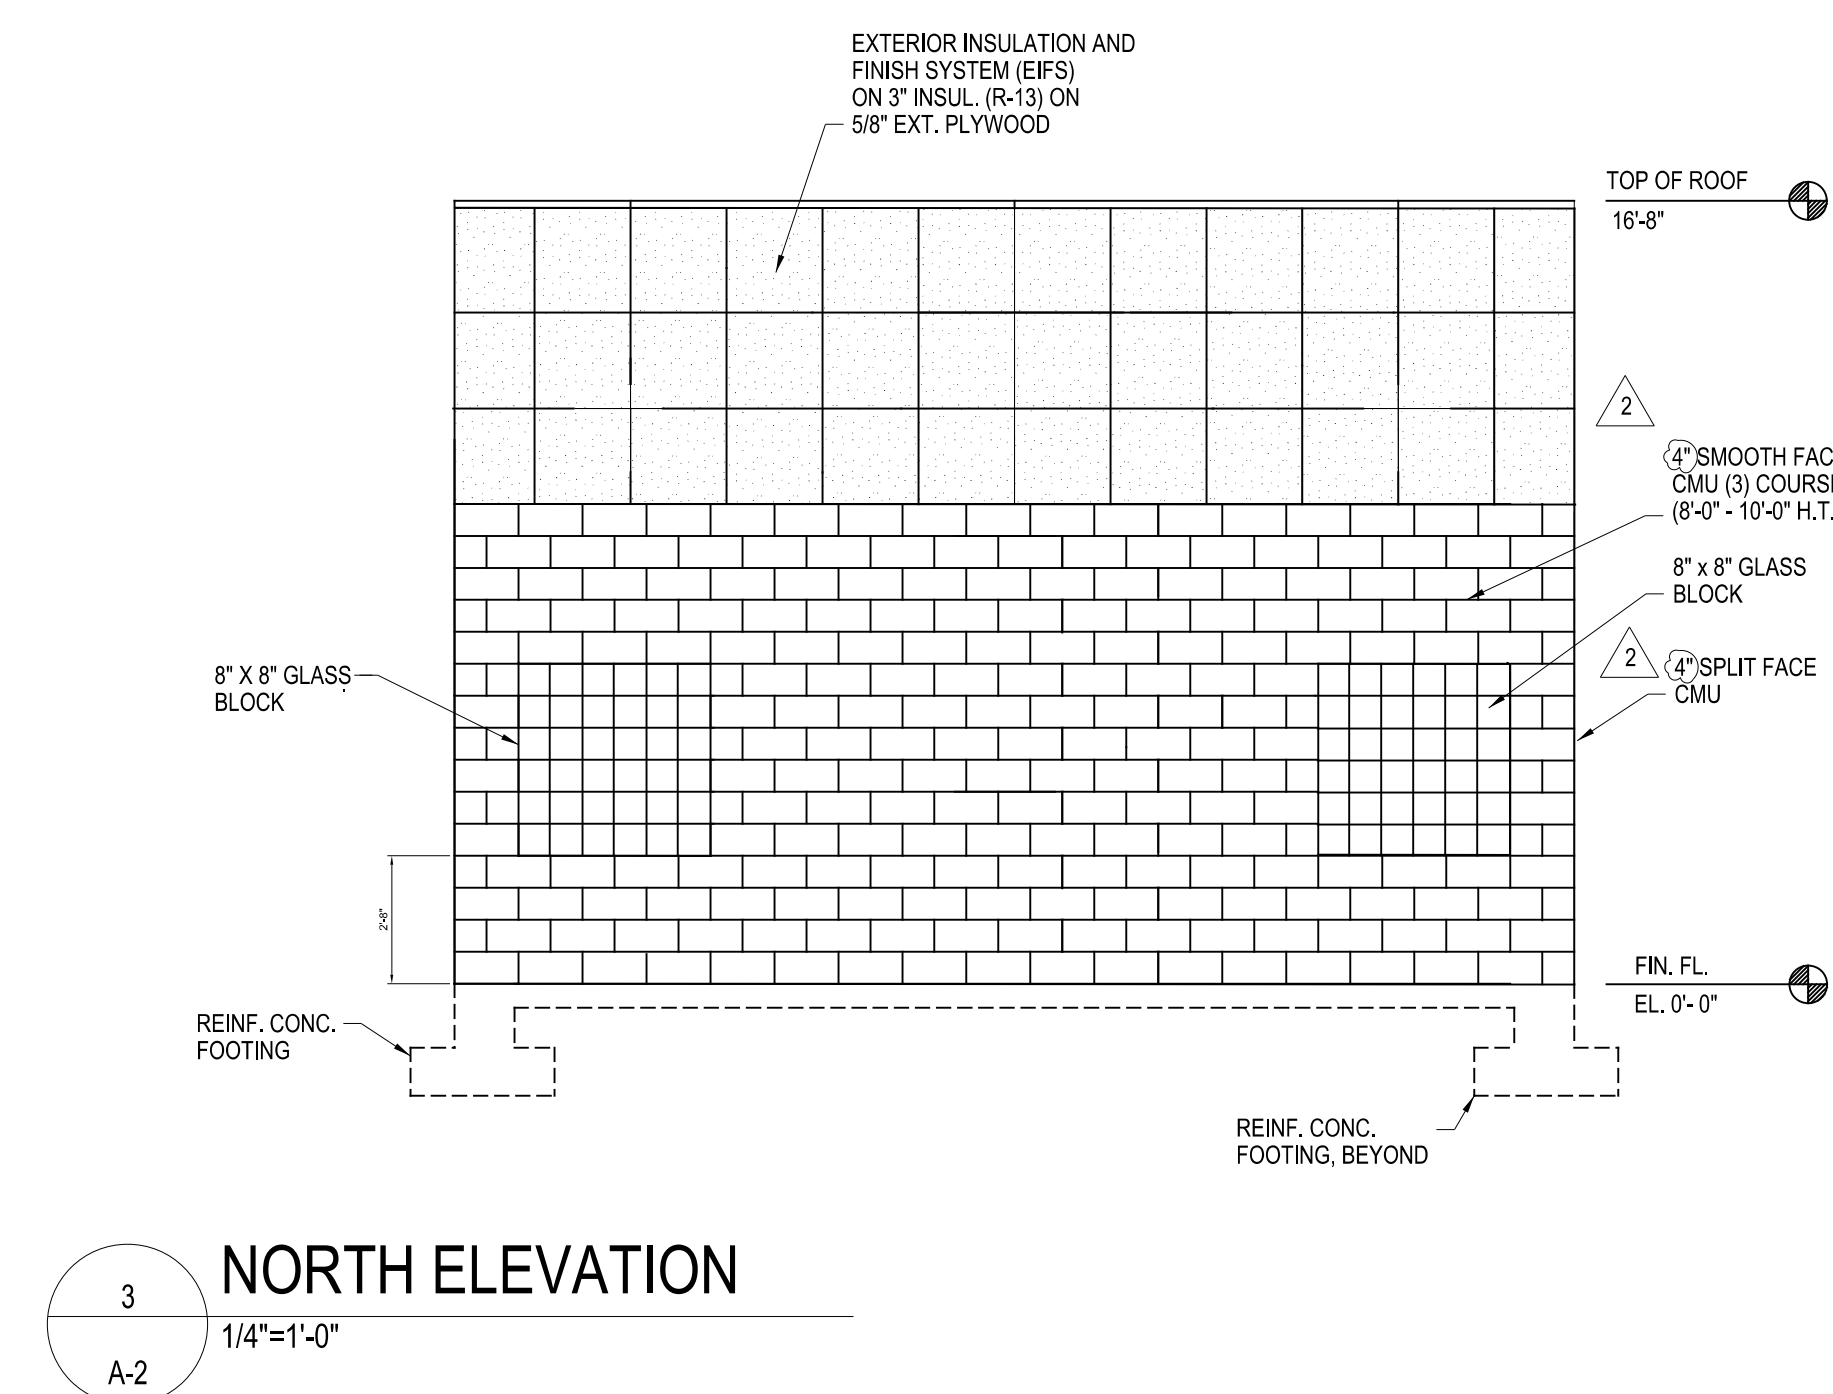 EXTERIOR INSULATION AND
FINISH SYSTEM (EIFS)
ON 3" INSUL. (R-13) ON
5/8" EXT. PLYWOOD
TOP OF ROOF
16'-8"
2
4" SMOOTH FAC
CMU (3) COURS
(8'-0" - 10'-0" H.T.
8" x 8" GLASS
BLOCK
2
4" SPLIT FACE
CMU
8" X 8" GLASS
BLOCK
2'-8"
FIN. FL.
EL. 0'- 0"
REINF. CONC.
FOOTING
REINF. CONC.
FOOTING, BEYOND
3
A-2
NORTH ELEVATION
1/4"=1'-0"